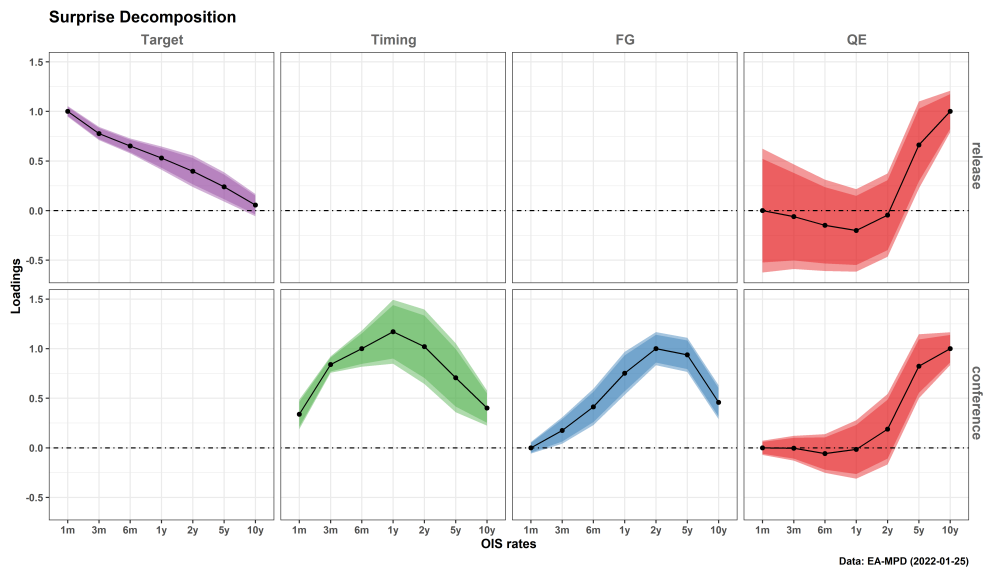 Surprise Decomposition
Target Timing FG QE
1.5
1.0
0.5
0.0
-0.5
release
Loadings
1.5
1.0
0.5
0.0
-0.5
conference
1m 3m 6m 1y 2y 5y 10y 1m 3m 6m 1y 2y 5y 10y 1m 3m 6m 1y 2y 5y 10y 1m 3m 6m 1y 2y 5y 10y
OIS rates
Data: EA-MPD (2022-01-25)